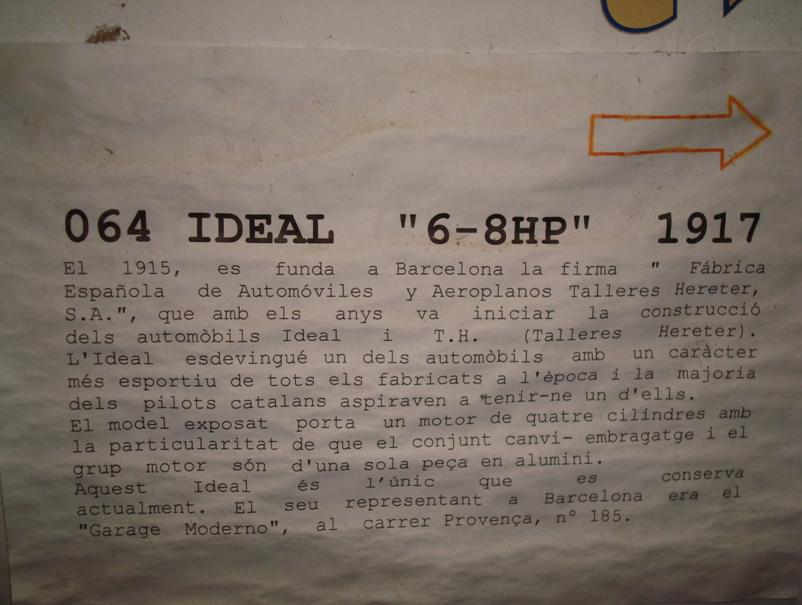 064 IDEAL "6-8HP" 1917
El 1915, es funda a Barcelona la firma " Fábrica
Española de Automóviles y Aeroplanos Talleres Hereter,
S.A.", que amb els anys va iniciar la construcció
dels automòbils Ideal i T.H. (Talleres Hereter).
L'Ideal esdevingué un dels automòbils amb un caràcter
més esportiu de tots els fabricats a l'època i la majoria
dels pilots catalans aspiraven a tenir-ne un d'ells.
El model exposat porta un motor de quatre cilindres amb
la particularitat de que el conjunt canvi- embragatge i el
grup motor són d'una sola peça en alumini.
Aquest Ideal és l'únic que es conserva
actualment. El seu representant a Barcelona era el
"Garage Moderno", al carrer Provença, nº 185.